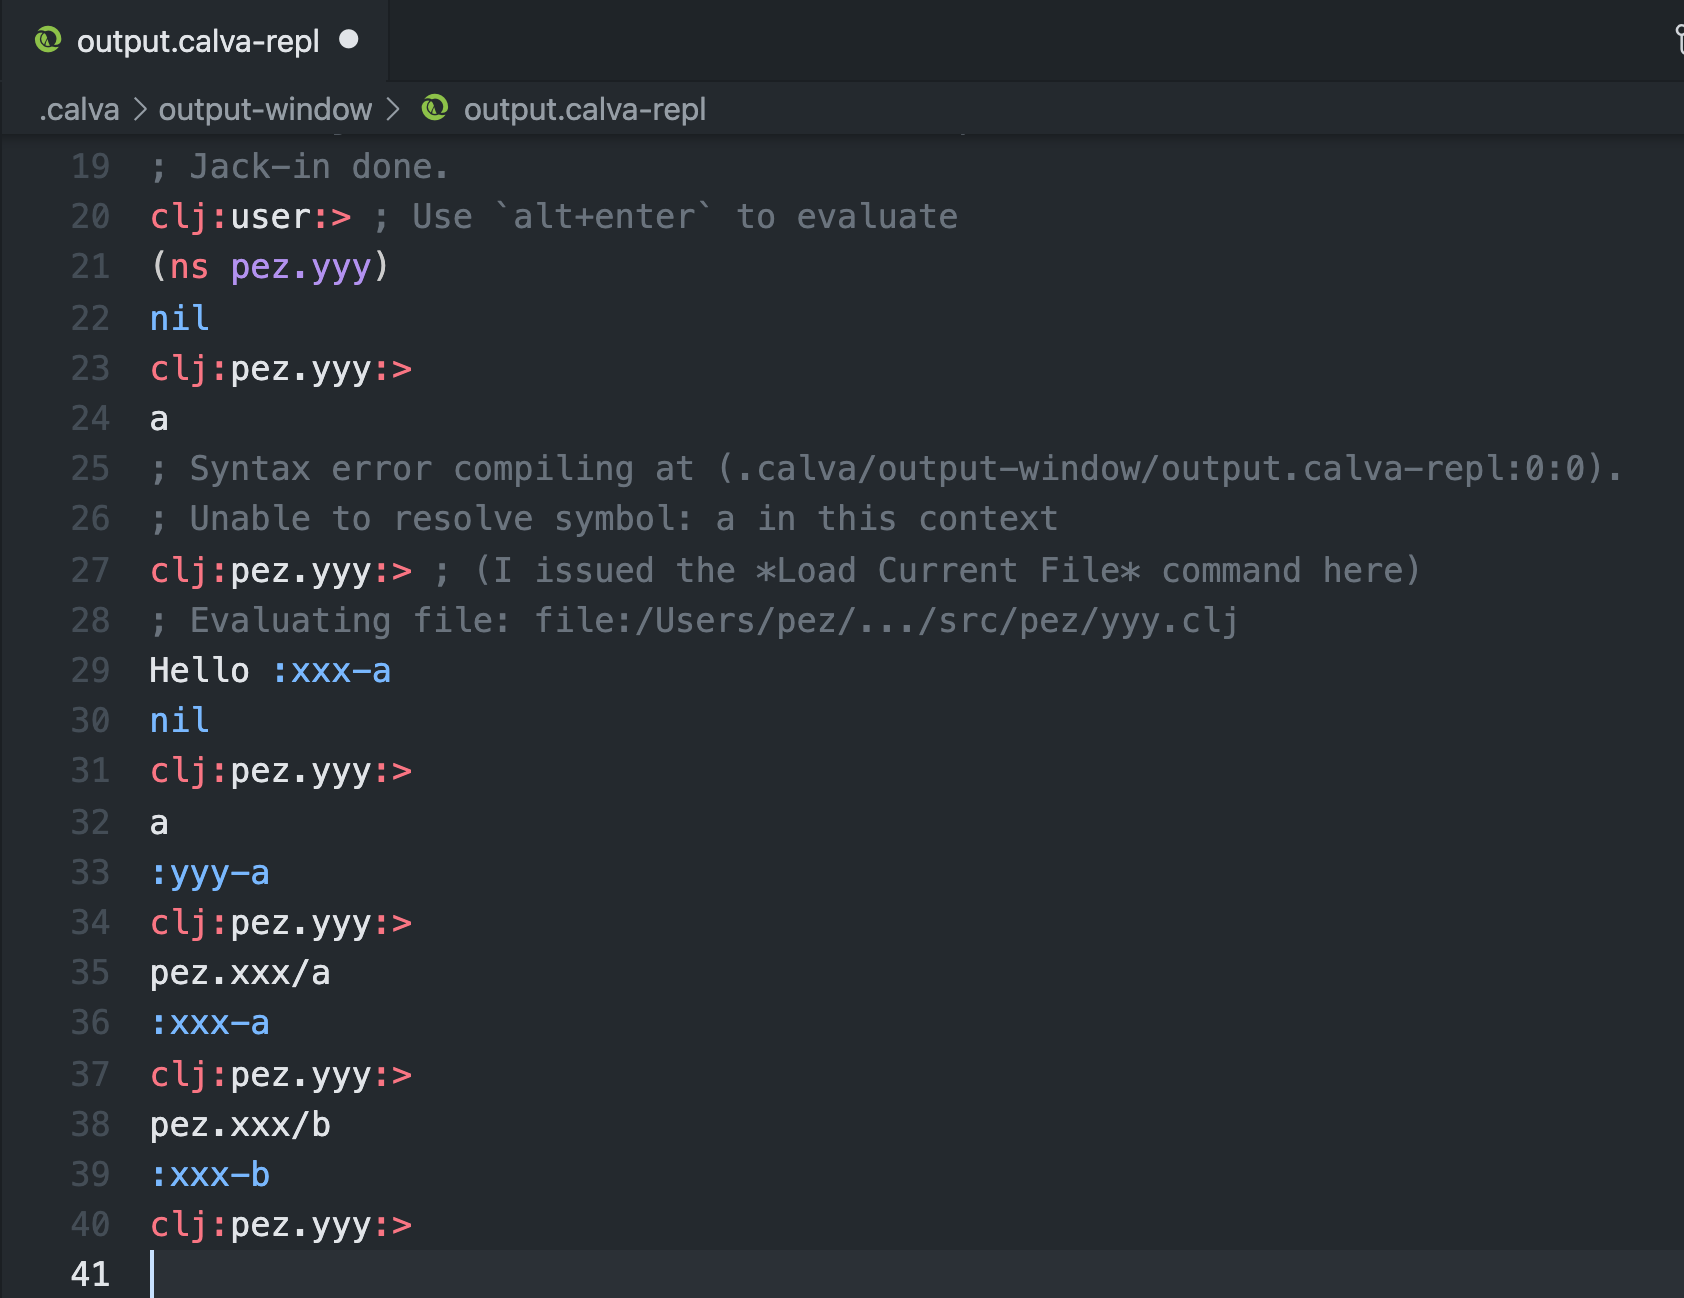 output.calva-repl
.calva > output-window > output.calva-repl
19 ; Jack-in done.
20 clj:user:> ; Use `alt+enter` to evaluate
21 (ns pez.yyy)
22 nil
23 clj:pez.yyy:>
24 a
25 ; Syntax error compiling at (.calva/output-window/output.calva-repl:0:0).
26 ; Unable to resolve symbol: a in this context
27 clj:pez.yyy:> ; (I issued the *Load Current File* command here)
28 ; Evaluating file: file:/Users/pez/.../src/pez/yyy.clj
29 Hello :xxx-a
30 nil
31 clj:pez.yyy:>
32 a
33 :yyy-a
34 clj:pez.yyy:>
35 pez.xxx/a
36 :xxx-a
37 clj:pez.yyy:>
38 pez.xxx/b
39 :xxx-b
40 clj:pez.yyy:>
41